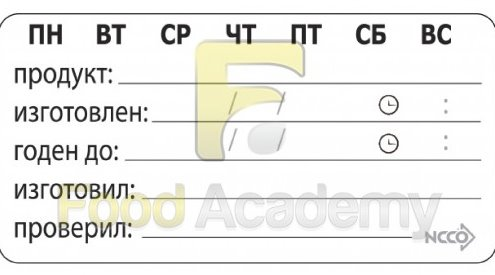 ПН ВТ СР ЧТ ПТ СБ ВС
продукт:
изготовлен: / / :
годен до: / / :
изготовил:
Food Academy
проверил:
NCCO